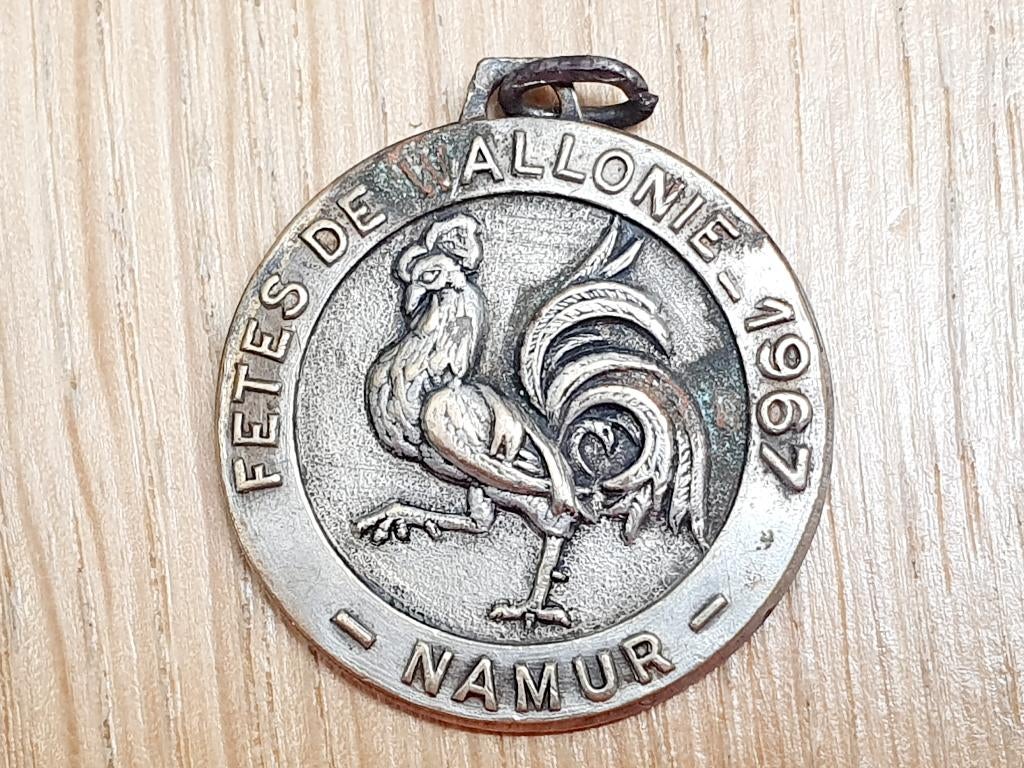 FETES DE WALLONIE - 1967
- NAMUR -